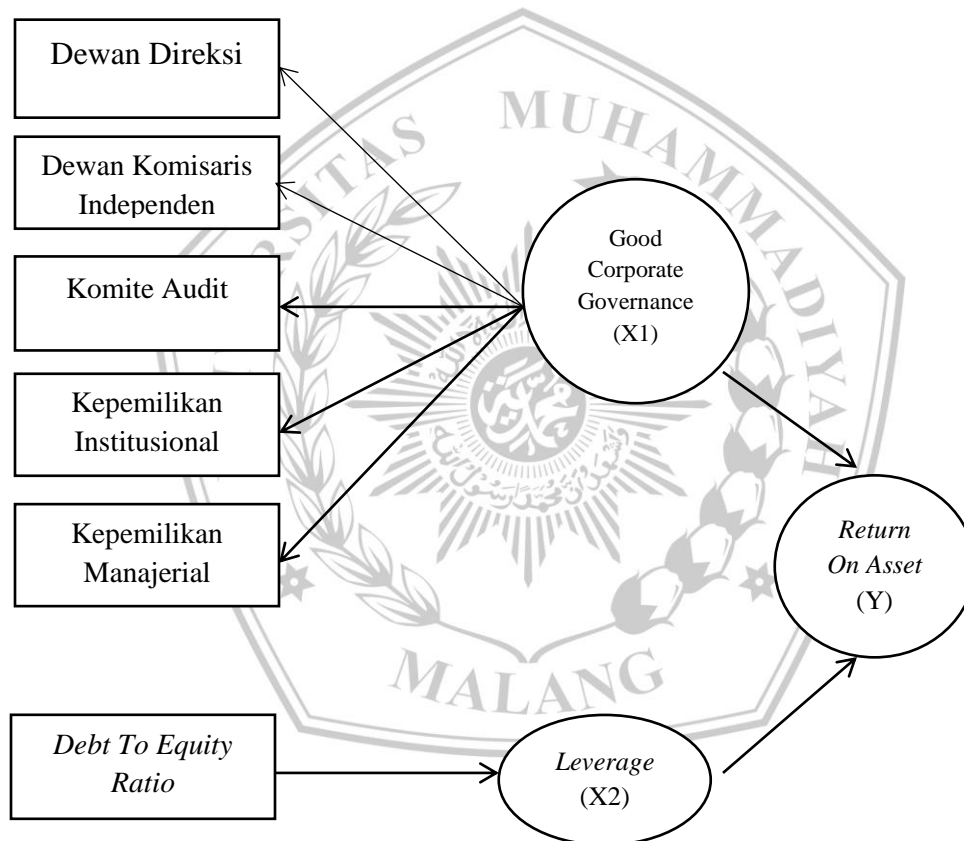 Dewan Direksi
Dewan Komisaris
Independen
Komite Audit
Kepemilikan
Institusional
Kepemilikan
Manajerial
Debt To Equity
Ratio
Good
Corporate
Governance
(X1)
Leverage
(X2)
Return
On Asset
(Y)
MUHAMMADIYAH
MALANG